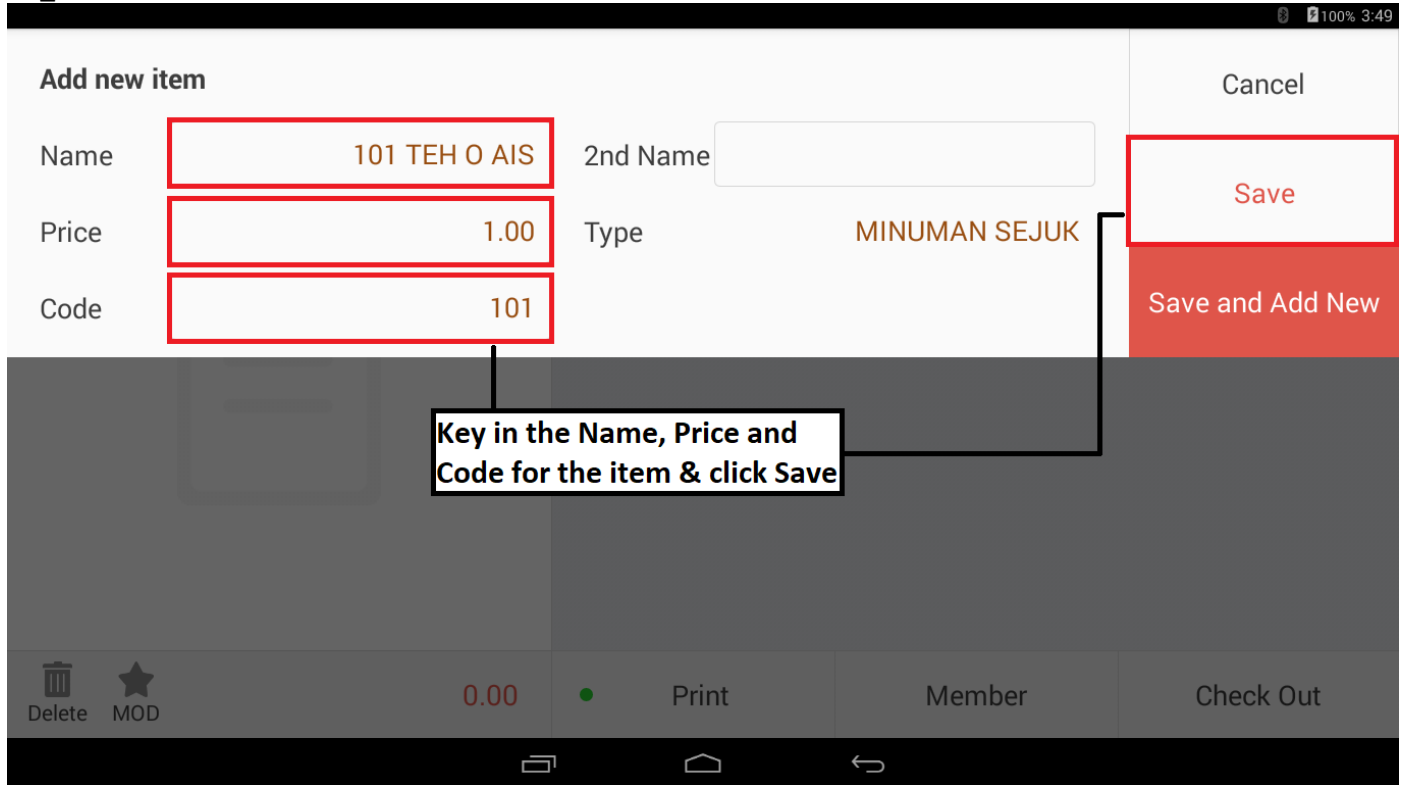 100% 3:49
Add new item
Cancel
Name 101 TEH O AIS 2nd Name
Save
Price 1.00 Type MINUMAN SEJUK
Code 101
Save and Add New
Key in the Name, Price and
Code for the item & click Save
Delete MOD 0.00 Print Member Check Out